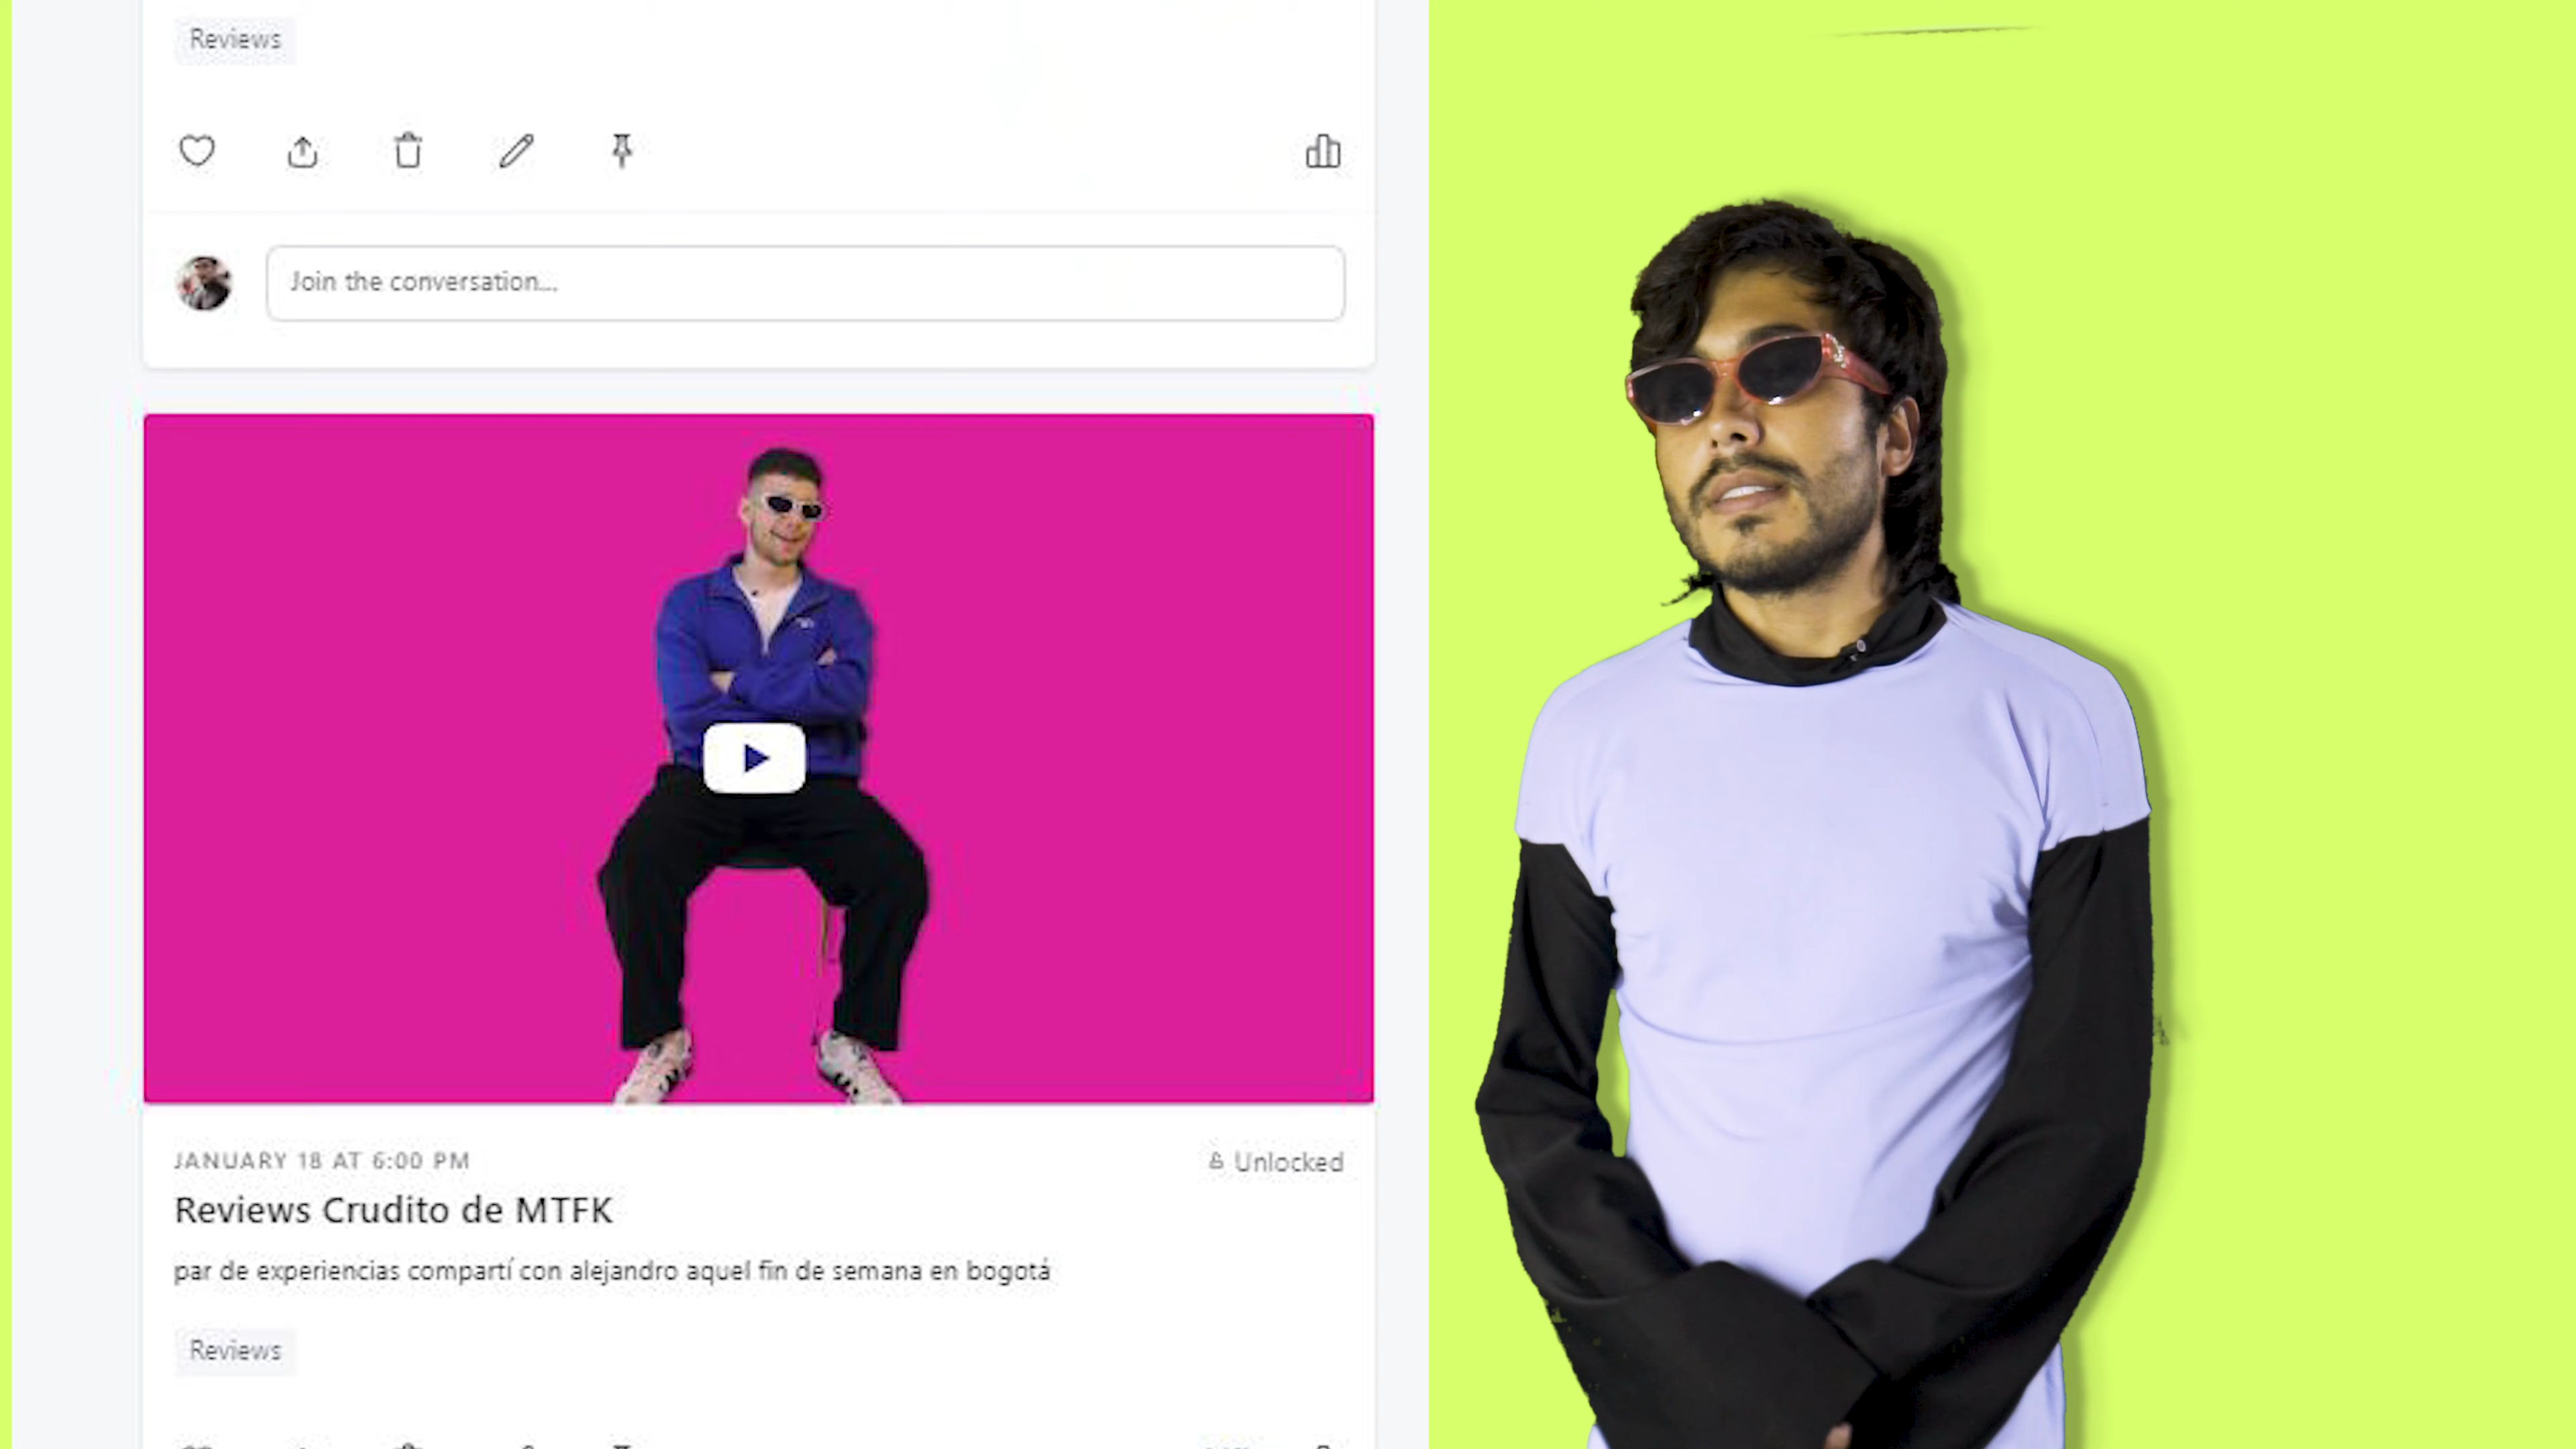 Reviews
Join the conversation...
JANUARY 18 AT 6:00 PM
Unlocked
Reviews Crudito de MTFK
par de experiencias compartí con alejandro aquel fin de semana en bogotá
Reviews